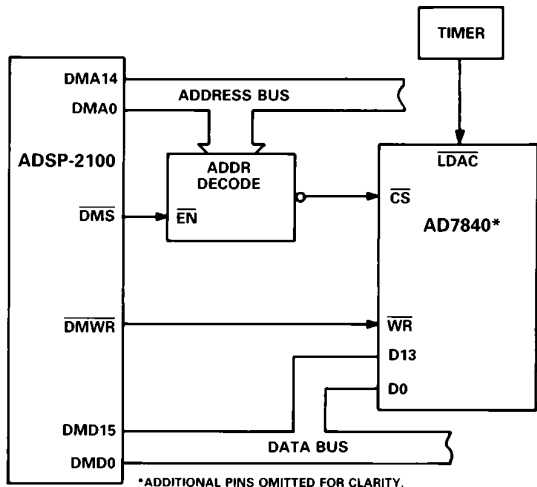 TIMER
DMA14
ADDRESS BUS
DMA0
ADSP-2100
ADDR
DECODE
LDAC
DMS
EN
CS
AD7840*
DMWR
WR
D13
D0
DMD15
DATA BUS
DMD0
*ADDITIONAL PINS OMITTED FOR CLARITY.